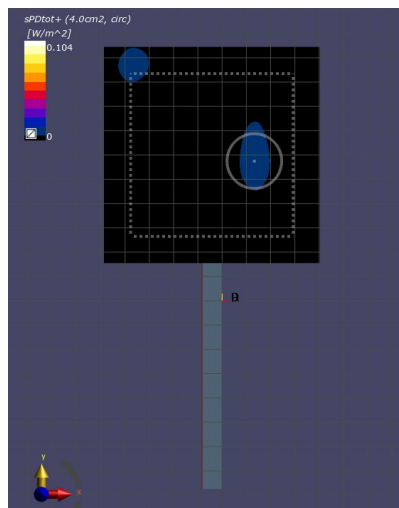 sPDtot+ (4.0cm2, circ)
[W/m^2]
0.104
0
y
x